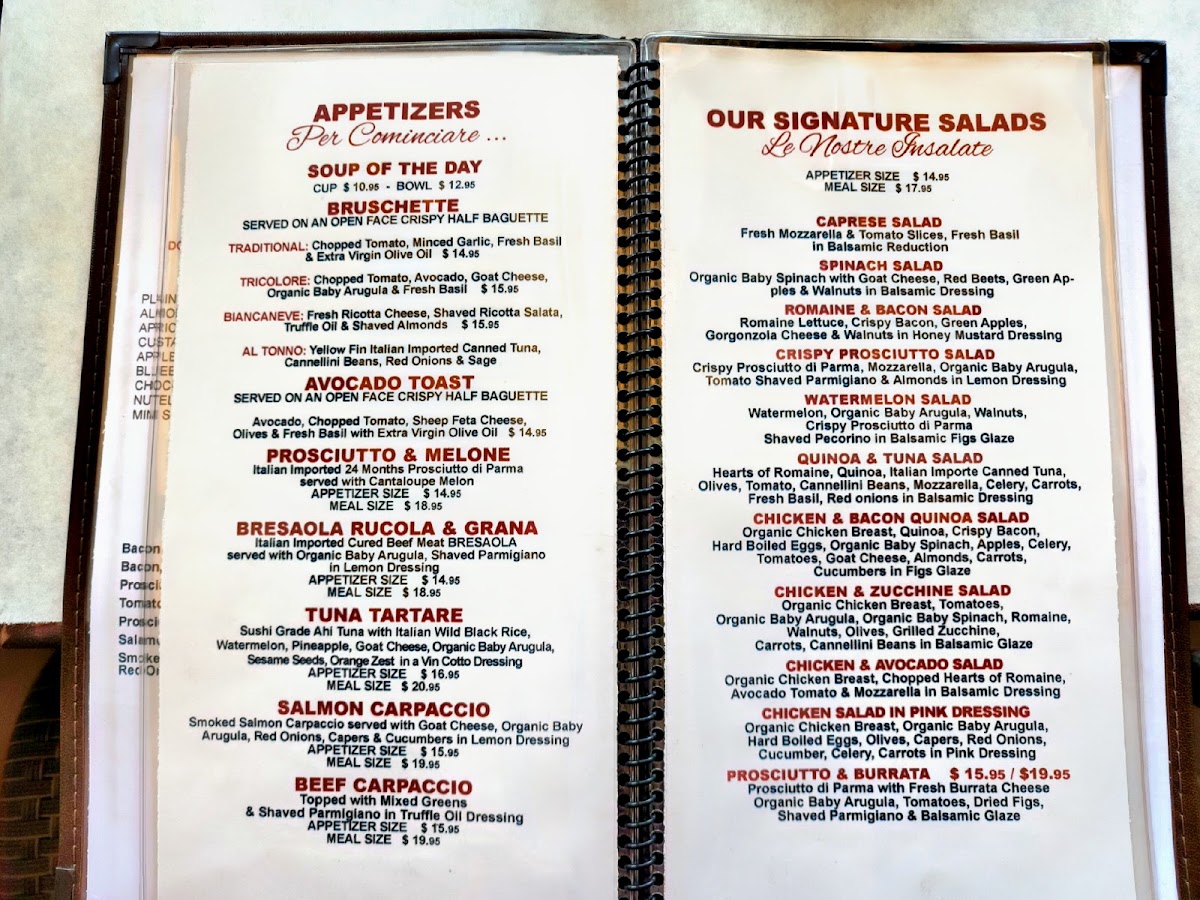 APPETIZERS
Per Cominciare ...
SOUP OF THE DAY
CUP $ 10.95 - BOWL $ 12.95
BRUSCHETTE
SERVED ON AN OPEN FACE CRISPY HALF BAGUETTE
TRADITIONAL: Chopped Tomato, Minced Garlic, Fresh Basil
& Extra Virgin Olive Oil $ 14.95
TRICOLORE: Chopped Tomato, Avocado, Goat Cheese,
Organic Baby Arugula & Fresh Basil $ 15.95
BIANCANEVE: Fresh Ricotta Cheese, Shaved Ricotta Salata,
Truffle Oil & Shaved Almonds $ 15.95
AL TONNO: Yellow Fin Italian Imported Canned Tuna,
Cannellini Beans, Red Onions & Sage
AVOCADO TOAST
SERVED ON AN OPEN FACE CRISPY HALF BAGUETTE
Avocado, Chopped Tomato, Sheep Feta Cheese,
Olives & Fresh Basil with Extra Virgin Olive Oil $ 14.95
PROSCIUTTO & MELONE
Italian Imported 24 Months Prosciutto di Parma
served with Cantaloupe Melon
APPETIZER SIZE $ 14.95
MEAL SIZE $ 18.95
BRESAOLA RUCOLA & GRANA
Italian Imported Cured Beef Meat BRESAOLA
served with Organic Baby Arugula, Shaved Parmigiano
in Lemon Dressing
APPETIZER SIZE $ 14.95
MEAL SIZE $ 18.95
TUNA TARTARE
Sushi Grade Ahi Tuna with Italian Wild Black Rice,
Watermelon, Pineapple, Goat Cheese, Organic Baby Arugula,
Sesame Seeds, Orange Zest in a Vin Cotto Dressing
APPETIZER SIZE $ 16.95
MEAL SIZE $ 20.95
SALMON CARPACCIO
Smoked Salmon Carpaccio served with Goat Cheese, Organic Baby
Arugula, Red Onions, Capers & Cucumbers in Lemon Dressing
APPETIZER SIZE $ 15.95
MEAL SIZE $ 19.95
BEEF CARPACCIO
Topped with Mixed Greens
& Shaved Parmigiano in Truffle Oil Dressing
APPETIZER SIZE $ 15.95
MEAL SIZE $ 19.95
OUR SIGNATURE SALADS
Le Nostre Insalate
APPETIZER SIZE $ 14.95
MEAL SIZE $ 17.95
CAPRESE SALAD
Fresh Mozzarella & Tomato Slices, Fresh Basil
in Balsamic Reduction
SPINACH SALAD
Organic Baby Spinach with Goat Cheese, Red Beets, Green Ap-
ples & Walnuts in Balsamic Dressing
ROMAINE & BACON SALAD
Romaine Lettuce, Crispy Bacon, Green Apples,
Gorgonzola Cheese & Walnuts in Honey Mustard Dressing
CRISPY PROSCIUTTO SALAD
Crispy Prosciutto di Parma, Mozzarella, Organic Baby Arugula,
Tomato Shaved Parmigiano & Almonds in Lemon Dressing
WATERMELON SALAD
Watermelon, Organic Baby Arugula, Walnuts,
Crispy Prosciutto di Parma
Shaved Pecorino in Balsamic Figs Glaze
QUINOA & TUNA SALAD
Hearts of Romaine, Quinoa, Italian Importe Canned Tuna,
Olives, Tomato, Cannellini Beans, Mozzarella, Celery, Carrots,
Fresh Basil, Red onions in Balsamic Dressing
CHICKEN & BACON QUINOA SALAD
Organic Chicken Breast, Quinoa, Crispy Bacon,
Hard Boiled Eggs, Organic Baby Spinach, Apples, Celery,
Tomatoes, Goat Cheese, Almonds, Carrots,
Cucumbers in Figs Glaze
CHICKEN & ZUCCHINE SALAD
Organic Chicken Breast, Tomatoes,
Organic Baby Arugula, Organic Baby Spinach, Romaine,
Walnuts, Olives, Grilled Zucchine,
Carrots, Cannellini Beans in Balsamic Glaze
CHICKEN & AVOCADO SALAD
Organic Chicken Breast, Chopped Hearts of Romaine,
Avocado Tomato & Mozzarella in Balsamic Dressing
CHICKEN SALAD IN PINK DRESSING
Organic Chicken Breast, Organic Baby Arugula,
Hard Boiled Eggs, Olives, Capers, Red Onions,
Cucumber, Celery, Carrots in Pink Dressing
PROSCIUTTO & BURRATA $ 15.95 / $19.95
Prosciutto di Parma with Fresh Burrata Cheese
Organic Baby Arugula, Tomatoes, Dried Figs,
Shaved Parmigiano & Balsamic Glaze
Bacon
Bacon,